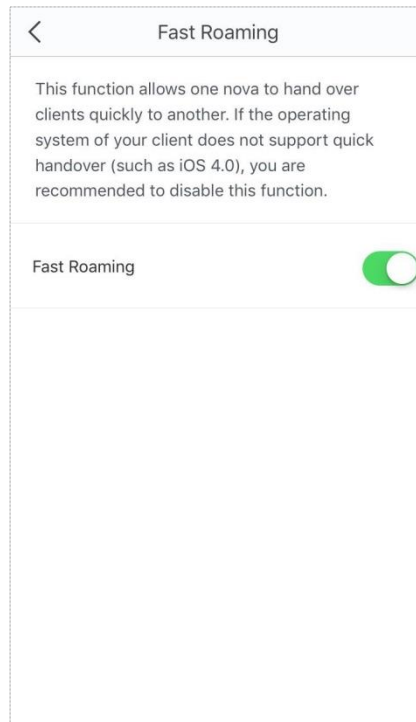 Fast Roaming
This function allows one nova to hand over
clients quickly to another. If the operating
system of your client does not support quick
handover (such as iOS 4.0), you are
recommended to disable this function.
Fast Roaming